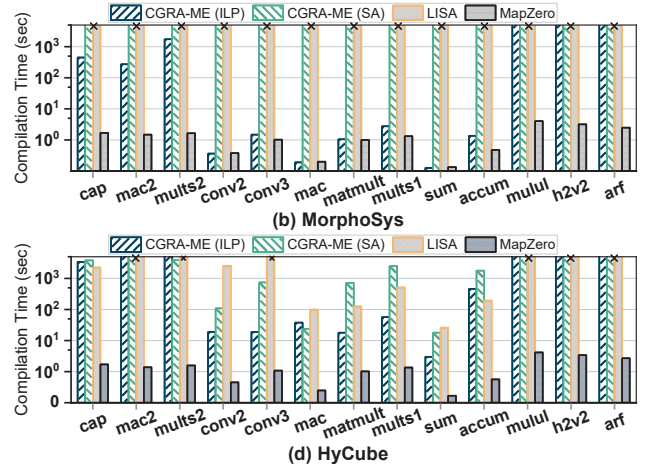 CGRA-ME (ILP) CGRA-ME (SA) LISA MapZero
Compilation Time (sec)
10³
10²
10¹
10⁰
cap mac2 mults2 conv2 conv3 mac matmult mults1 sum accum mulul h2v2 arf
(b) MorphoSys
CGRA-ME (ILP) CGRA-ME (SA) LISA MapZero
Compilation Time (sec)
10³
10²
10¹
10⁰
0
cap mac2 mults2 conv2 conv3 mac matmult mults1 sum accum mulul h2v2 arf
(d) HyCube